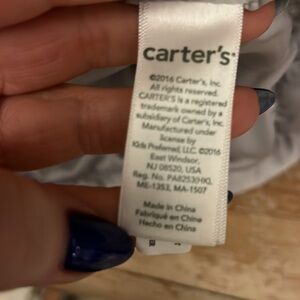 carter's
©2016 Carter's, Inc.
All rights reserved.
CARTER'S is a registered
trademark owned by a
subsidiary of Carter's, Inc.
Manufactured under
license by
Kids Preferred, LLC. ©2016
East Windsor,
NJ 08520, USA
Reg. No. PA8253(HK),
ME-1353, MA-1507
Made in China
Fabriqué en Chine
Hecho en China